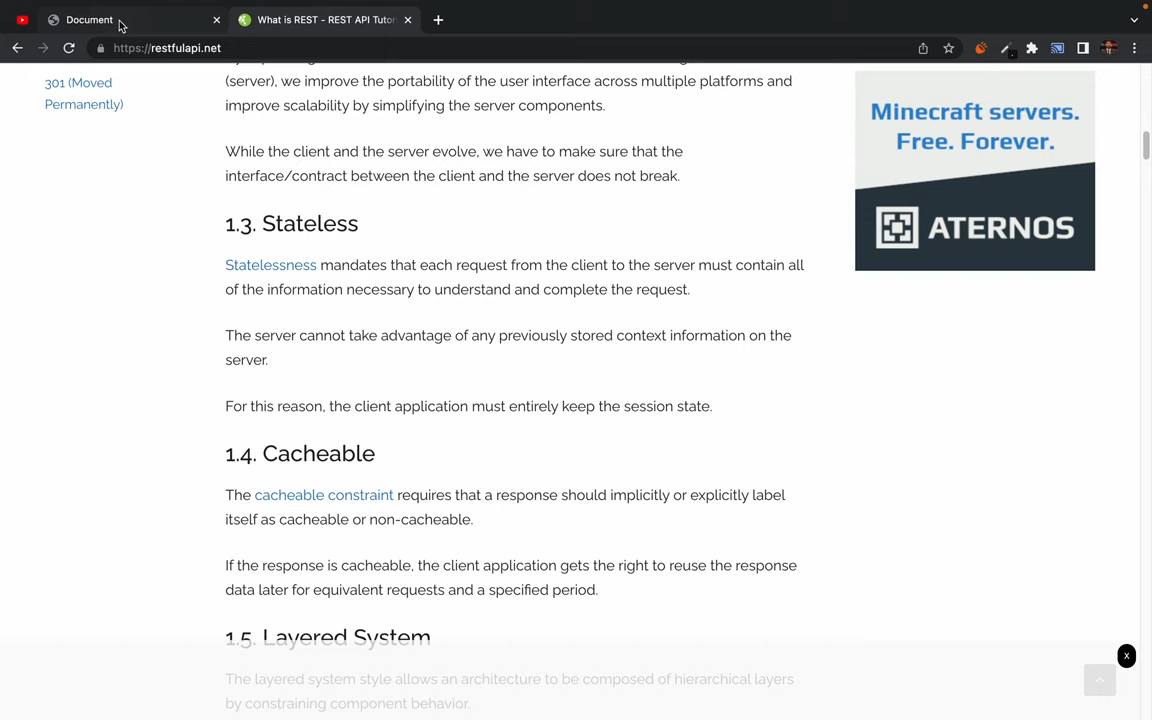 Document
What is REST - REST API Tutor
https://restfulapi.net
301 (Moved
Permanently)
(server), we improve the portability of the user interface across multiple platforms and
improve scalability by simplifying the server components.
While the client and the server evolve, we have to make sure that the
interface/contract between the client and the server does not break.
1.3. Stateless
Statelessness mandates that each request from the client to the server must contain all
of the information necessary to understand and complete the request.
The server cannot take advantage of any previously stored context information on the
server.
For this reason, the client application must entirely keep the session state.
1.4. Cacheable
The cacheable constraint requires that a response should implicitly or explicitly label
itself as cacheable or non-cacheable.
If the response is cacheable, the client application gets the right to reuse the response
data later for equivalent requests and a specified period.
1.5. Layered System
The layered system style allows an architecture to be composed of hierarchical layers
by constraining component behavior.
Minecraft servers.
Free. Forever.
ATERNOS
x